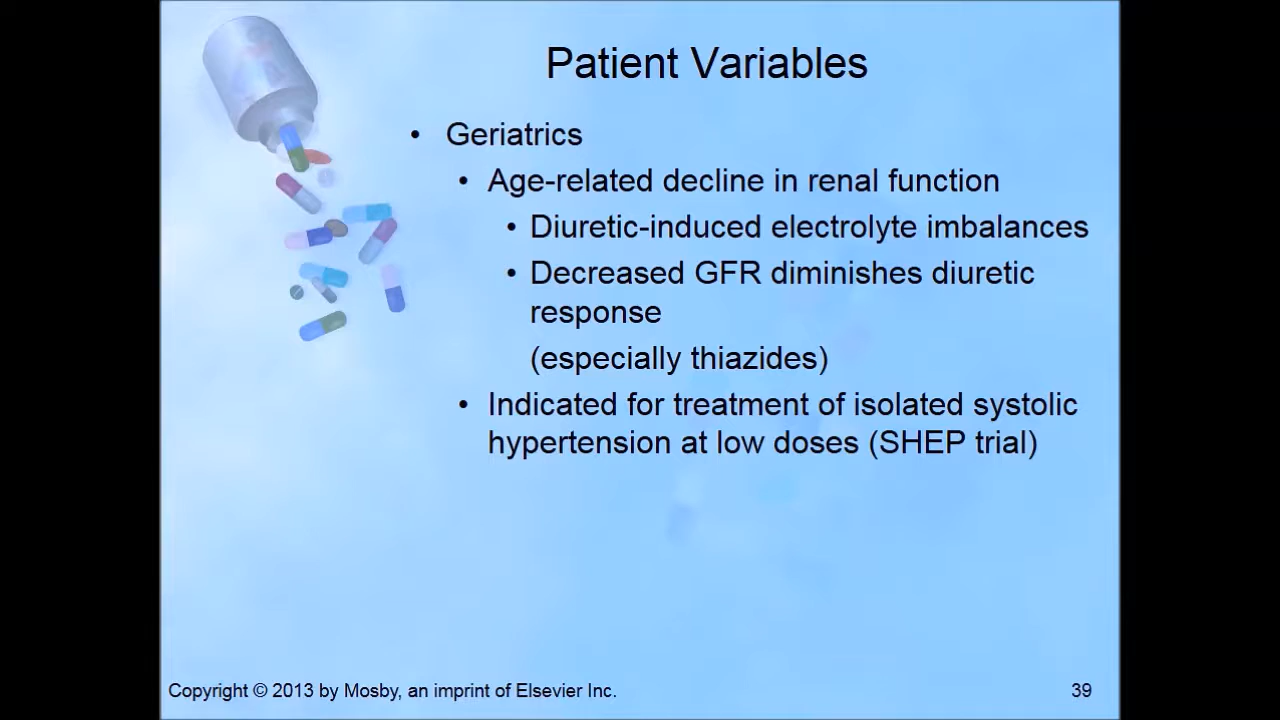 Patient Variables
• Geriatrics
• Age-related decline in renal function
• Diuretic-induced electrolyte imbalances
• Decreased GFR diminishes diuretic
response
(especially thiazides)
• Indicated for treatment of isolated systolic
hypertension at low doses (SHEP trial)
Copyright © 2013 by Mosby, an imprint of Elsevier Inc.
39